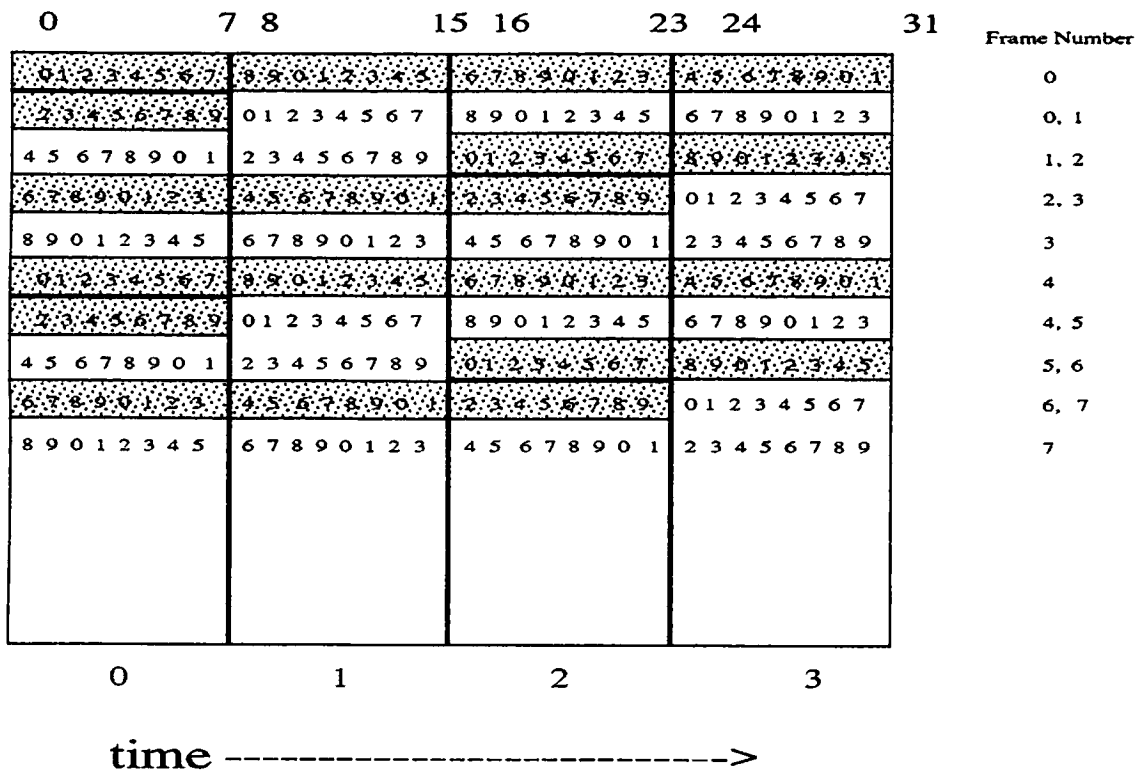 0 7 8 15 16 23 24 31 Frame Number
0 1 2 3 4 5 6 7 8 9 0 1 2 3 4 5 6 7 8 9 0 1 2 3 4 5 6 7 8 9 0 1 0
2 3 4 5 6 7 8 9 0 1 2 3 4 5 6 7 8 9 0 1 2 3 4 5 6 7 8 9 0 1 2 3 0, 1
4 5 6 7 8 9 0 1 2 3 4 5 6 7 8 9 0 1 2 3 4 5 6 7 8 9 0 1 2 3 4 5 1, 2
6 7 8 9 0 1 2 3 4 5 6 7 8 9 0 1 2 3 4 5 6 7 8 9 0 1 2 3 4 5 6 7 2, 3
8 9 0 1 2 3 4 5 6 7 8 9 0 1 2 3 4 5 6 7 8 9 0 1 2 3 4 5 6 7 8 9 3
0 1 2 3 4 5 6 7 8 9 0 1 2 3 4 5 6 7 8 9 0 1 2 3 4 5 6 7 8 9 0 1 4
2 3 4 5 6 7 8 9 0 1 2 3 4 5 6 7 8 9 0 1 2 3 4 5 6 7 8 9 0 1 2 3 4, 5
4 5 6 7 8 9 0 1 2 3 4 5 6 7 8 9 0 1 2 3 4 5 6 7 8 9 0 1 2 3 4 5 5, 6
6 7 8 9 0 1 2 3 4 5 6 7 8 9 0 1 2 3 4 5 6 7 8 9 0 1 2 3 4 5 6 7 6, 7
8 9 0 1 2 3 4 5 6 7 8 9 0 1 2 3 4 5 6 7 8 9 0 1 2 3 4 5 6 7 8 9 7
0 1 2 3
time ---------------------------->